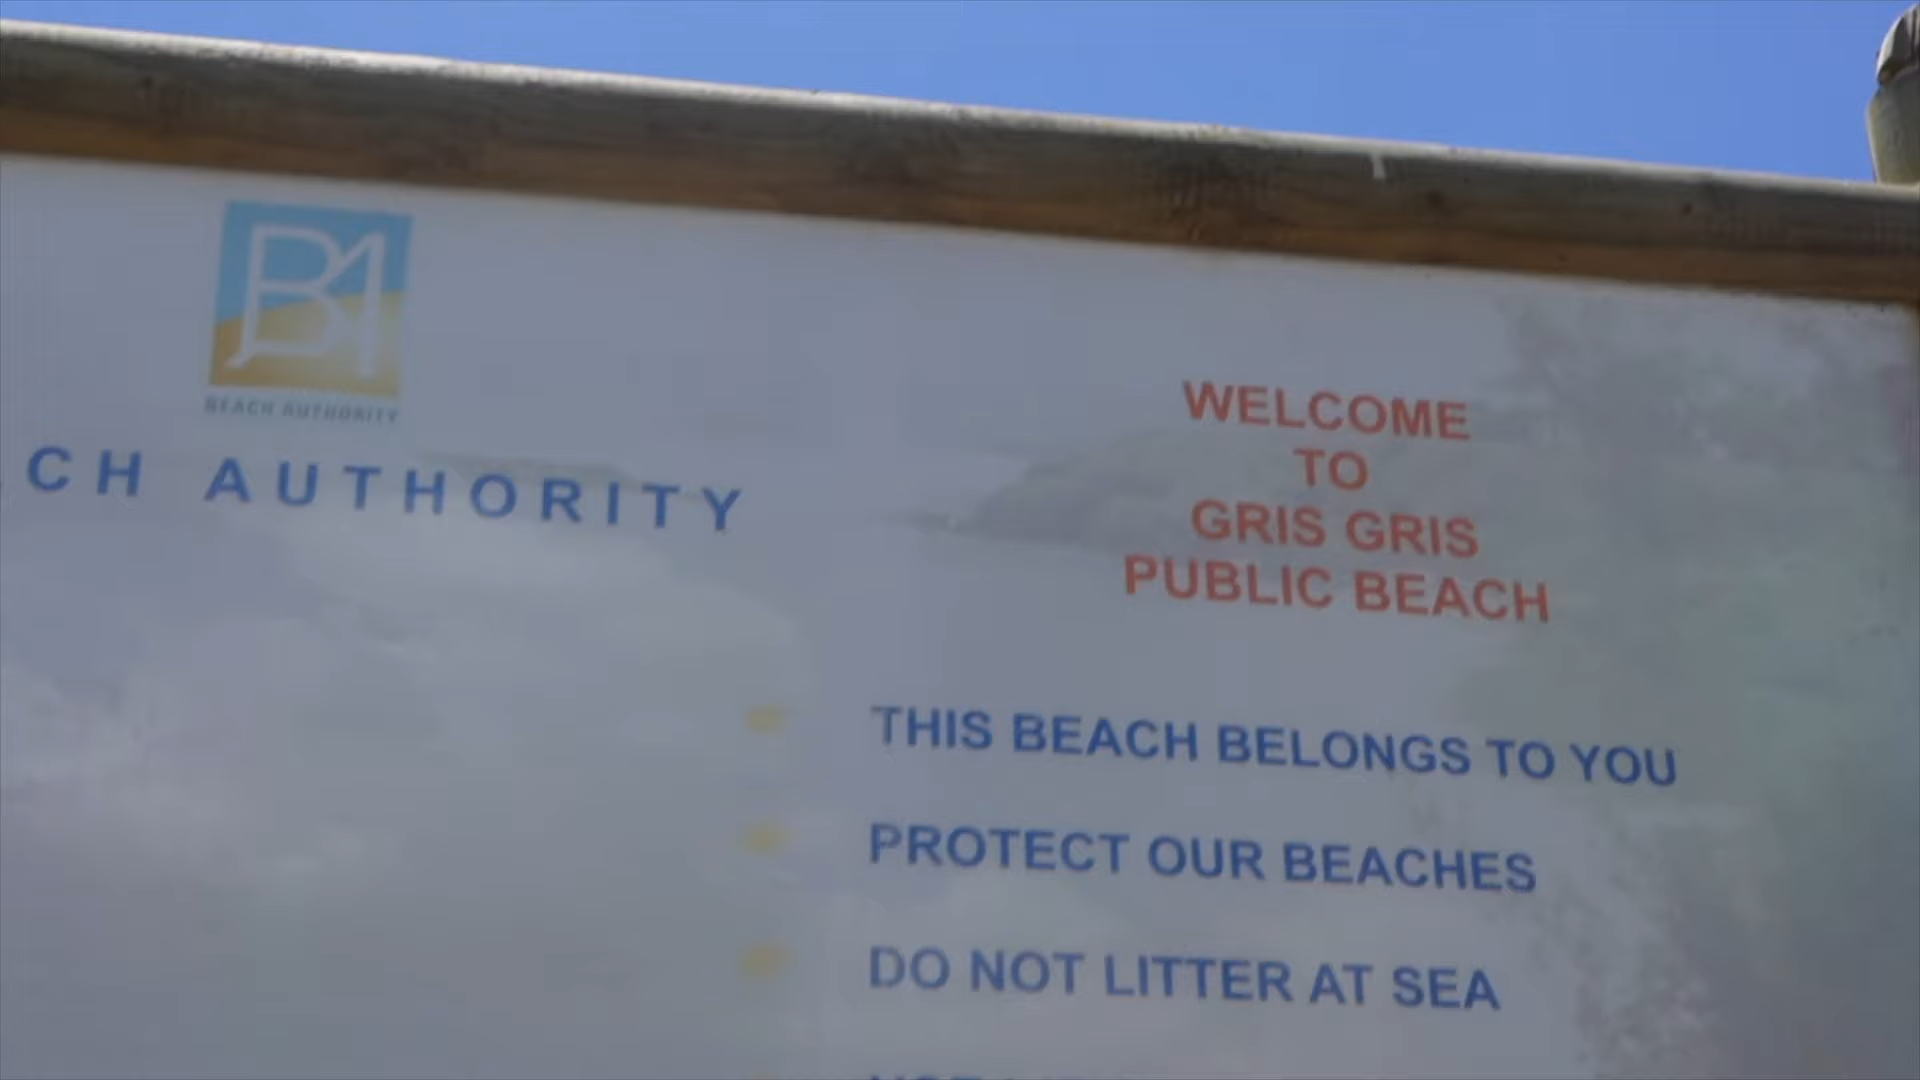 BEACH AUTHORITY
CH AUTHORITY
WELCOME
TO
GRIS GRIS
PUBLIC BEACH
THIS BEACH BELONGS TO YOU
PROTECT OUR BEACHES
DO NOT LITTER AT SEA